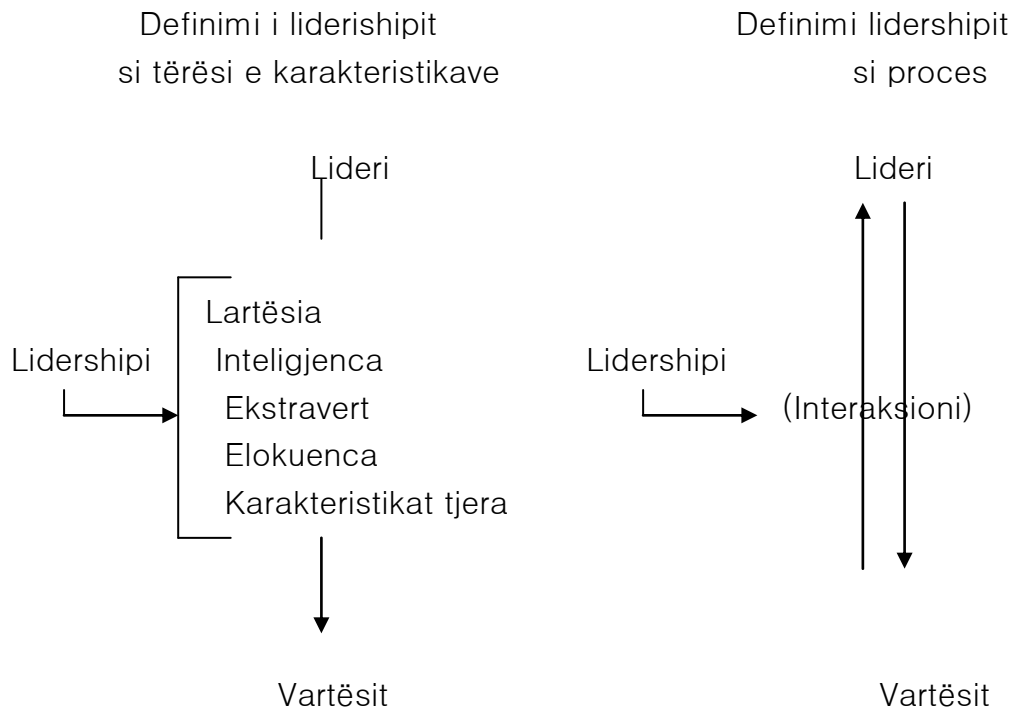 Definimi i liderishipit
si tërësi e karakteristikave
Lideri
Lidershipi
Lartësia
Inteligjenca
Ekstravert
Elokuenca
Karakteristikat tjera
Vartësit
Definimi lidershipit
si proces
Lideri
Lidershipi
(Interaksioni)
Vartësit